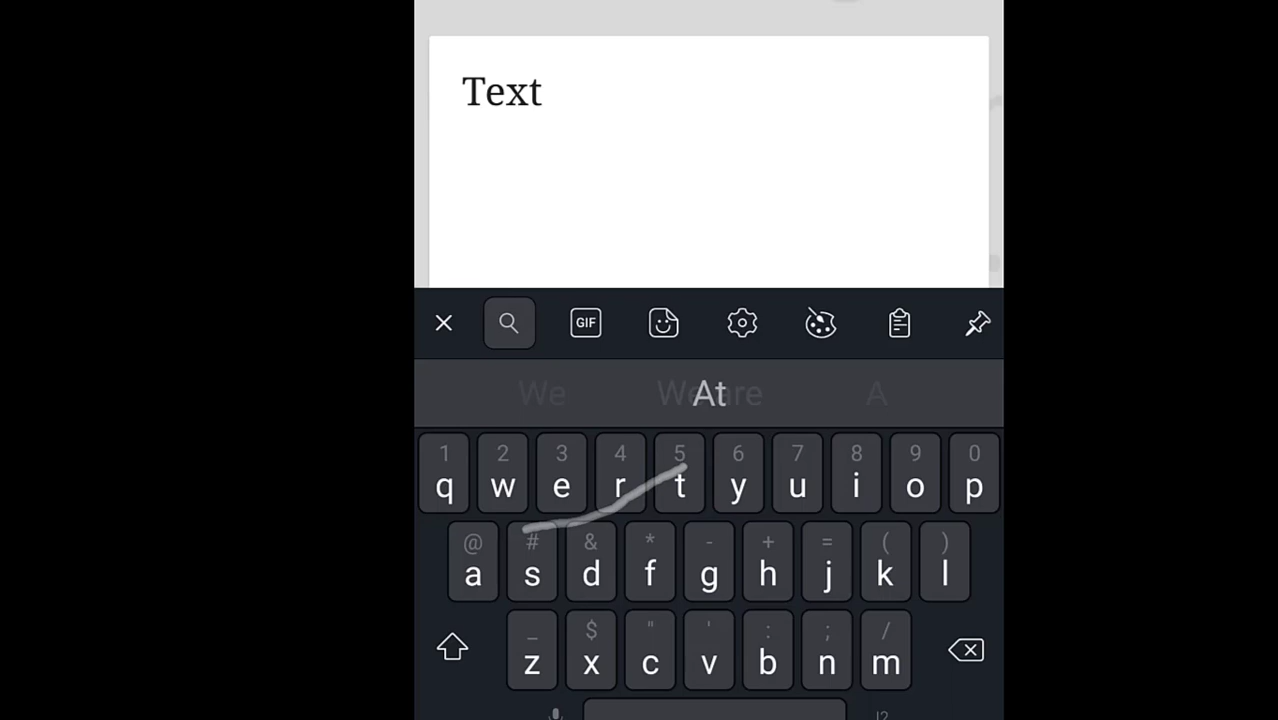 Text
GIF
We We are At A
1 2 3 4 5 6 7 8 9 0
q w e r t y u i o p
@ # & * - + = ( )
a s d f g h j k l
_ $ " ' : ; /
z x c v b n m
!?